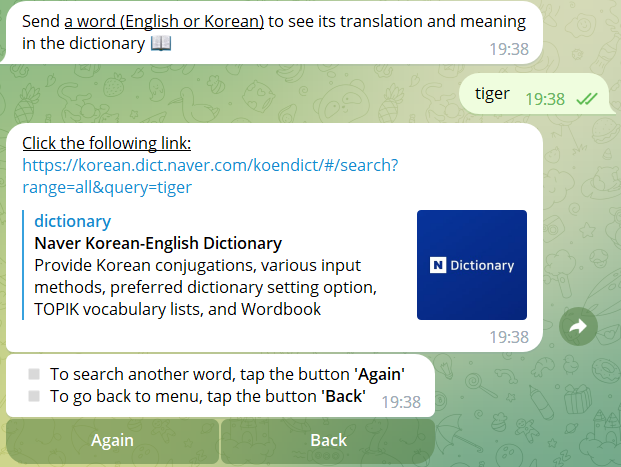 Send a word (English or Korean) to see its translation and meaning
in the dictionary 📖
19:38
tiger 19:38
Click the following link:
https://korean.dict.naver.com/koendict/#/search?
range=all&query=tiger
dictionary
Naver Korean-English Dictionary
Provide Korean conjugations, various input
methods, preferred dictionary setting option,
TOPIK vocabulary lists, and Wordbook
N Dictionary
19:38
To search another word, tap the button 'Again'
To go back to menu, tap the button 'Back' 19:38
Again Back